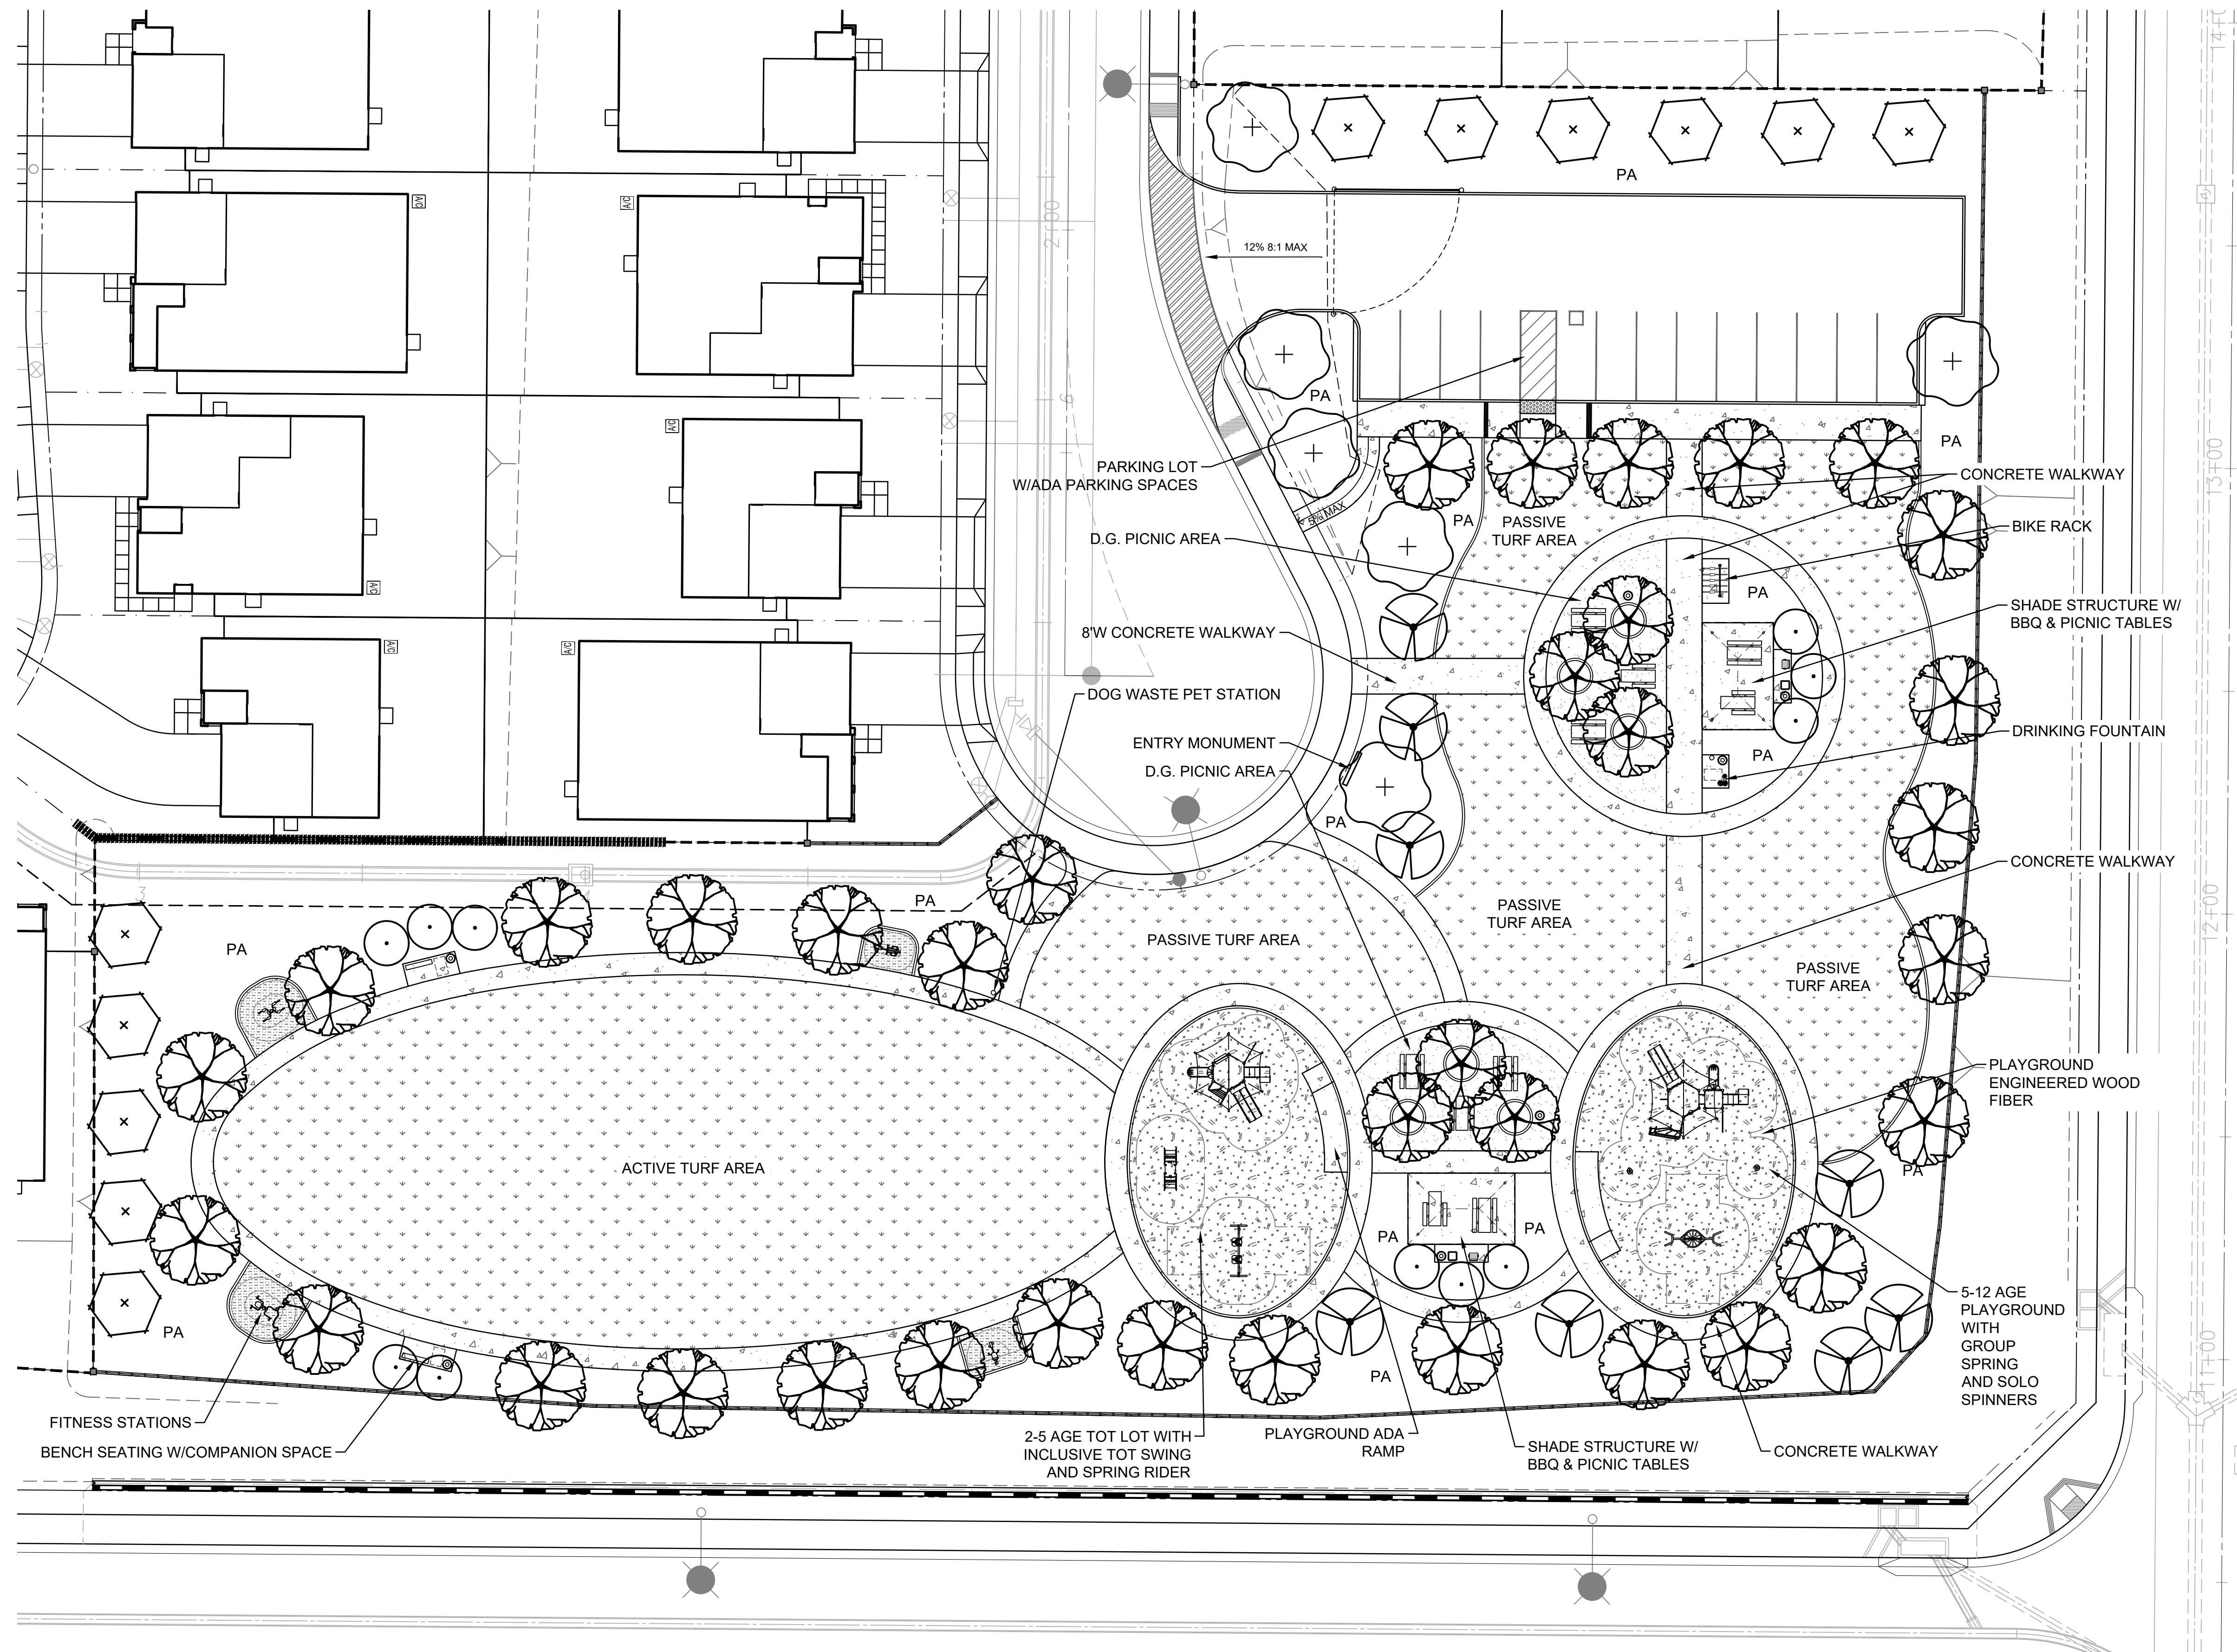 14+0
PA
2+00
12% 8:1 MAX
A/C
A/C
PA
6
PARKING LOT
W/ADA PARKING SPACES
A/C
A/C
PA
13+00
CONCRETE WALKWAY
5% MAX
PA
PASSIVE
TURF AREA
BIKE RACK
D.G. PICNIC AREA
A/C
A/C
PA
SHADE STRUCTURE W/
BBQ & PICNIC TABLES
8'W CONCRETE WALKWAY
DOG WASTE PET STATION
DRINKING FOUNTAIN
ENTRY MONUMENT
PA
D.G. PICNIC AREA
PA
CONCRETE WALKWAY
3
PA
PASSIVE
TURF AREA
12+00
PA
PASSIVE TURF AREA
PASSIVE
TURF AREA
PLAYGROUND
ENGINEERED WOOD
FIBER
ACTIVE TURF AREA
PA
PA
PA
5-12 AGE
PLAYGROUND
WITH
GROUP
SPRING
AND SOLO
SPINNERS
11+00
PA
PA
FITNESS STATIONS
BENCH SEATING W/COMPANION SPACE
2-5 AGE TOT LOT WITH
INCLUSIVE TOT SWING
AND SPRING RIDER
PLAYGROUND ADA
RAMP
SHADE STRUCTURE W/
BBQ & PICNIC TABLES
CONCRETE WALKWAY